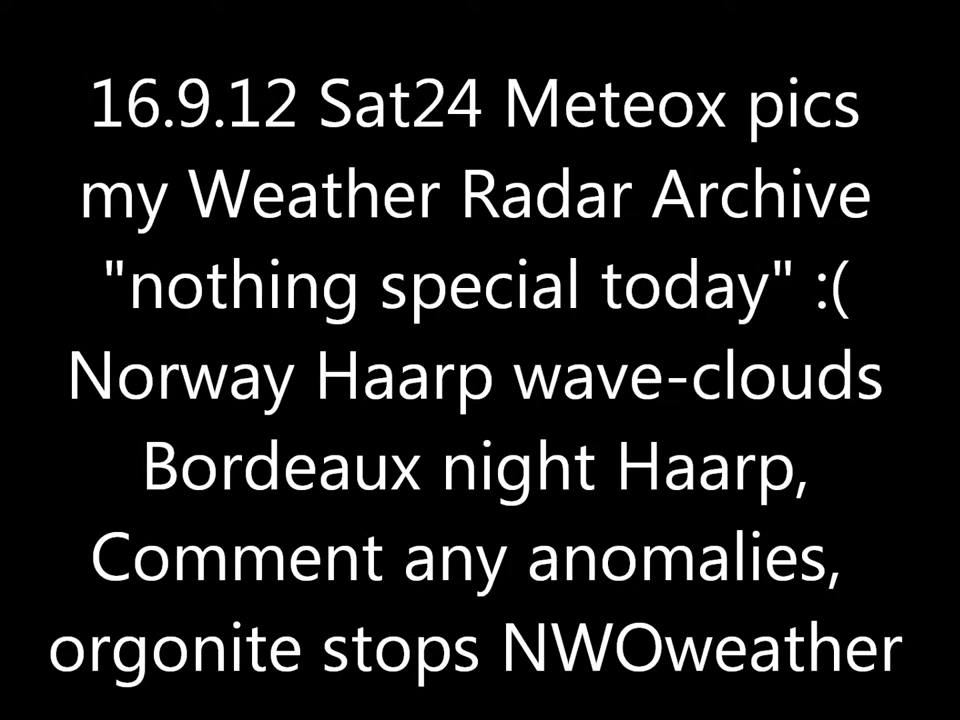 16.9.12 Sat24 Meteox pics
my Weather Radar Archive
"nothing special today" :(
Norway Haarp wave-clouds
Bordeaux night Haarp,
Comment any anomalies,
orgonite stops NWOweather